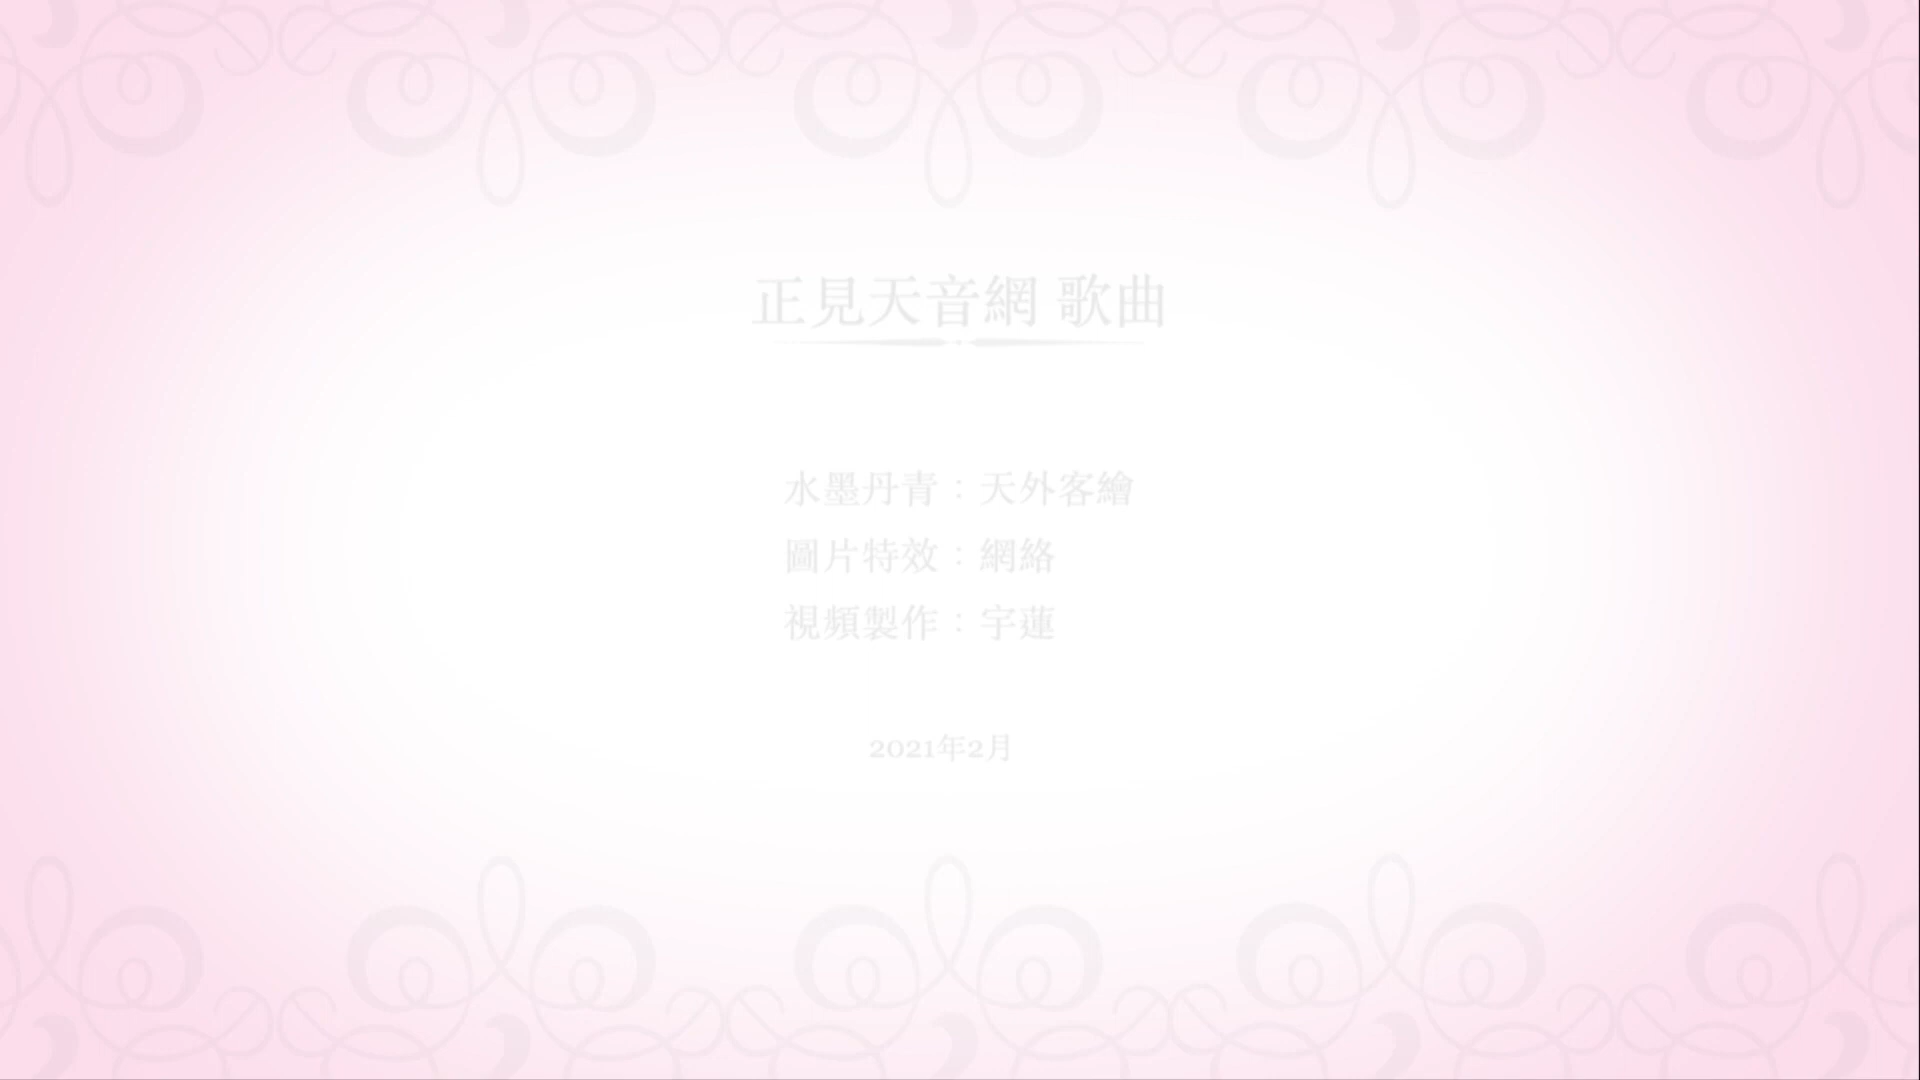 正見天音網 歌曲
水墨丹青：天外客繪
圖片特效：網絡
視頻製作：宇蓮
2021年2月